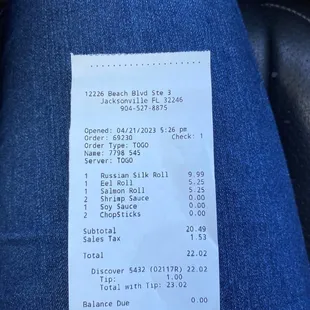 12226 Beach Blvd Ste 3
Jacksonville FL 32246
904-527-8875
Opened: 04/21/2023 5:26 pm
Order: 69230 Check: 1
Order Type: TOGO
Name: 7798 545
Server: TOGO
1 Russian Silk Roll 9.99
1 Eel Roll 5.25
1 Salmon Roll 5.25
2 Shrimp Sauce 0.00
1 Soy Sauce 0.00
2 ChopSticks 0.00
Subtotal 20.49
Sales Tax 1.53
Total 22.02
Discover 5432 (02117R) 22.02
Tip: 1.00
Total with Tip: 23.02
Balance Due 0.00